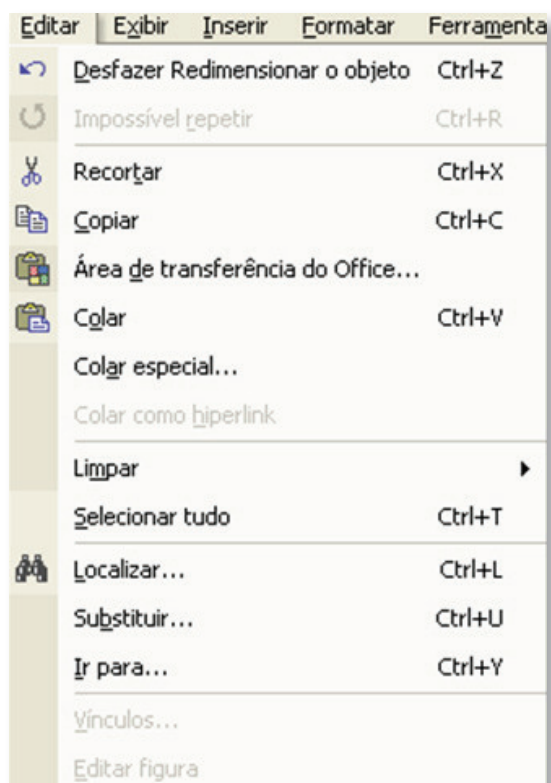 Editar Exibir Inserir Formatar Ferramenta
Desfazer Redimensionar o objeto Ctrl+Z
Impossível repetir Ctrl+R
Recortar Ctrl+X
Copiar Ctrl+C
Área de transferência do Office...
Colar Ctrl+V
Colar especial...
Colar como hiperlink
Limpar
Selecionar tudo Ctrl+T
Localizar... Ctrl+L
Substituir... Ctrl+U
Ir para... Ctrl+Y
Vínculos...
Editar figura